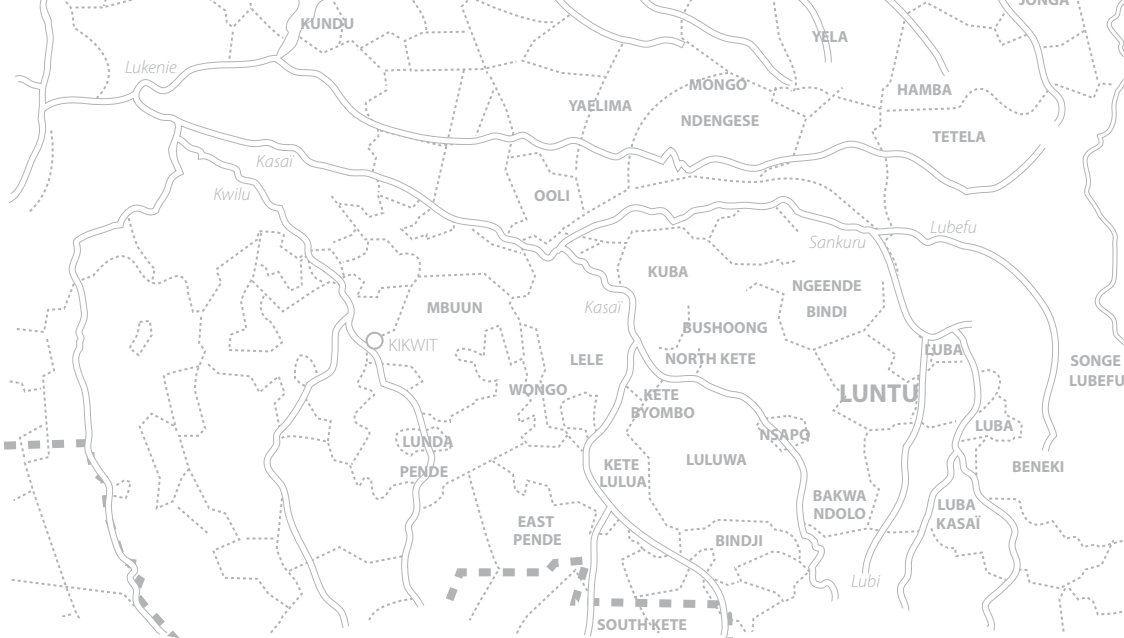 JONGA
KUNDU
YELA
Lukenie
MONGO
HAMBA
YAELIMA
NDENGESE
TETELA
Kasaï
Kwilu
OOLI
Lubefu
Sankuru
KUBA
NGEENDE
BINDI
Kasaï
MBUUN
BUSHOONG
KIKWIT
LUBA
LELE
NORTH KETE
SONGE
LUBEFU
WONGO
KETE
BYOMBO
LUNTU
LUBA
NSAPO
LUNDA
PENDE
KETE
LULUA
LULUWA
BENEKI
BAKWA
NDOLO
LUBA
KASAÏ
EAST
PENDE
BINDJI
Lubi
SOUTH KETE